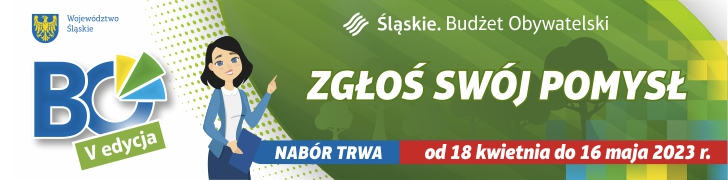 Województwo
Śląskie
BO
V edycja
Śląskie. Budżet Obywatelski
ZGŁOŚ SWÓJ POMYSŁ
NABÓR TRWA od 18 kwietnia do 16 maja 2023 r.